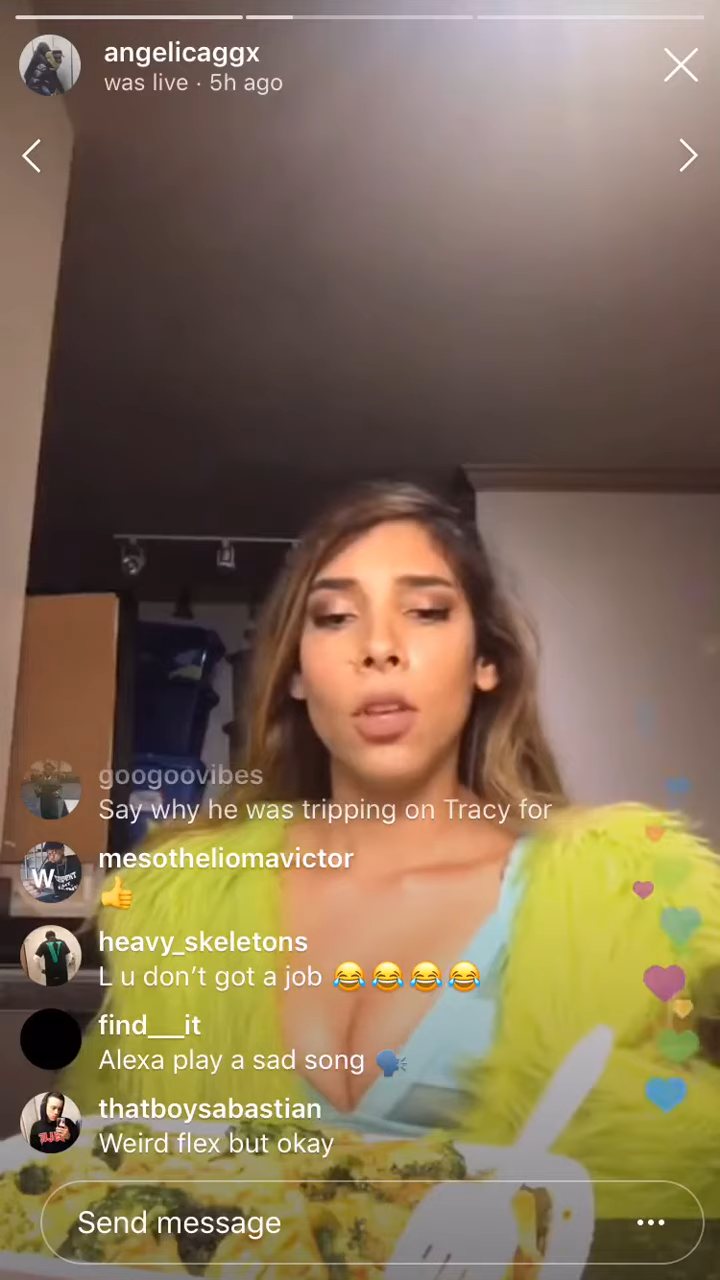 angelicaggx
was live · 5h ago
googoovibes
Say why he was tripping on Tracy for
mesotheliomavictor
👍
heavy_skeletons
L u don’t got a job 😂😂😂😂
find___it
Alexa play a sad song 🗣
thatboysabastian
Weird flex but okay
Send message